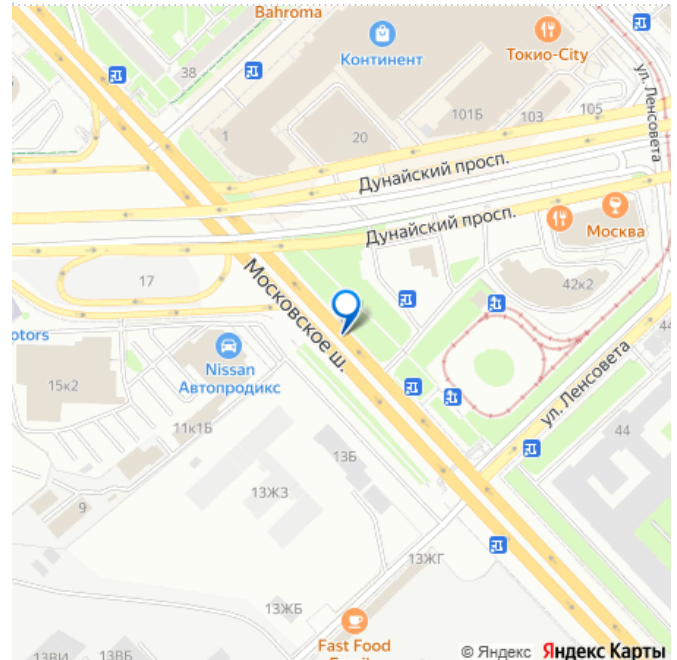 Bahroma
Континент
Токио-City
38
ул. Ленсовета
101Б
103
105
1
20
Дунайский просп.
Дунайский просп.
Москва
17
42к2
Московское ш.
otors
Nissan
Автопродикс
15к2
ул. Ленсовета
44
11к1Б
44
13Б
13ЖЗ
9
13ЖГ
13ЖБ
Fast Food
13ВИ
13ВБ
© Яндекс Яндекс Карты